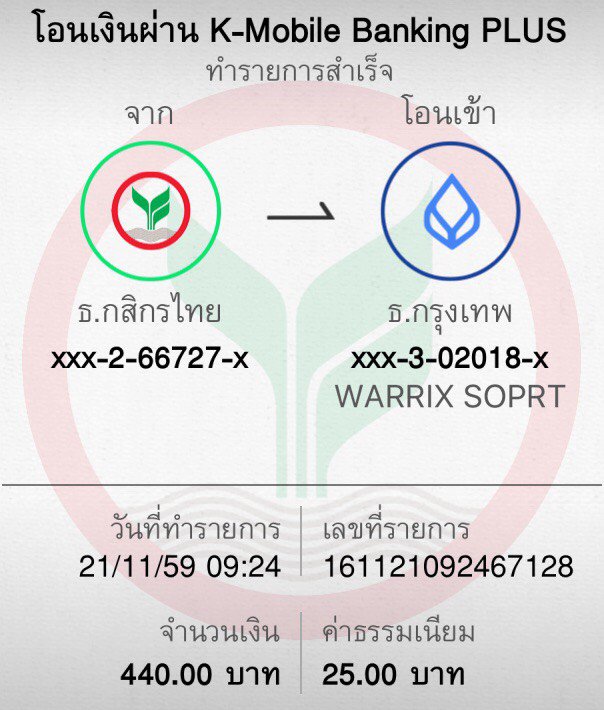 โอนเงินผ่าน K-Mobile Banking PLUS
ทำรายการสำเร็จ
จาก
โอนเข้า
ธ.กสิกรไทย
ธ.กรุงเทพ
xxx-2-66727-x
xxx-3-02018-x
WARRIX SOPRT
วันที่ทำรายการ
21/11/59 09:24
เลขที่รายการ
161121092467128
จำนวนเงิน
440.00 บาท
ค่าธรรมเนียม
25.00 บาท